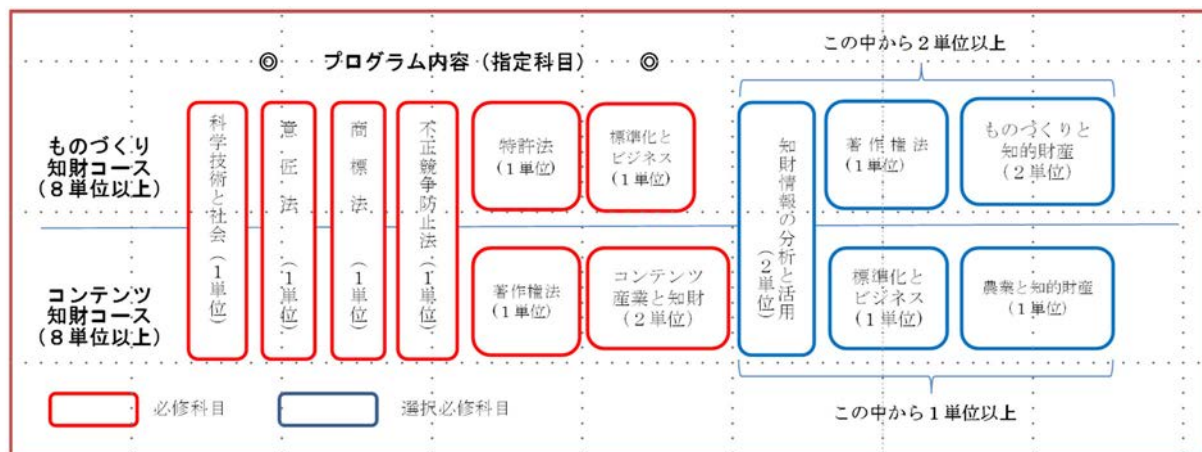 この中から２単位以上
◎ プログラム内容（指定科目） ◎
ものづくり
知財コース
（８単位以上）
科学技術と社会（１単位）
意匠法（１単位）
商標法（１単位）
不正競争防止法（１単位）
特許法
（１単位）
標準化と
ビジネス
（１単位）
知財情報の分析と活用
（２単位）
著作権法
（１単位）
ものづくりと
知的財産
（２単位）
コンテンツ
知財コース
（８単位以上）
著作権法
（１単位）
コンテンツ
産業と知財
（２単位）
標準化と
ビジネス
（１単位）
農業と知的財産
（１単位）
必修科目
選択必修科目
この中から１単位以上